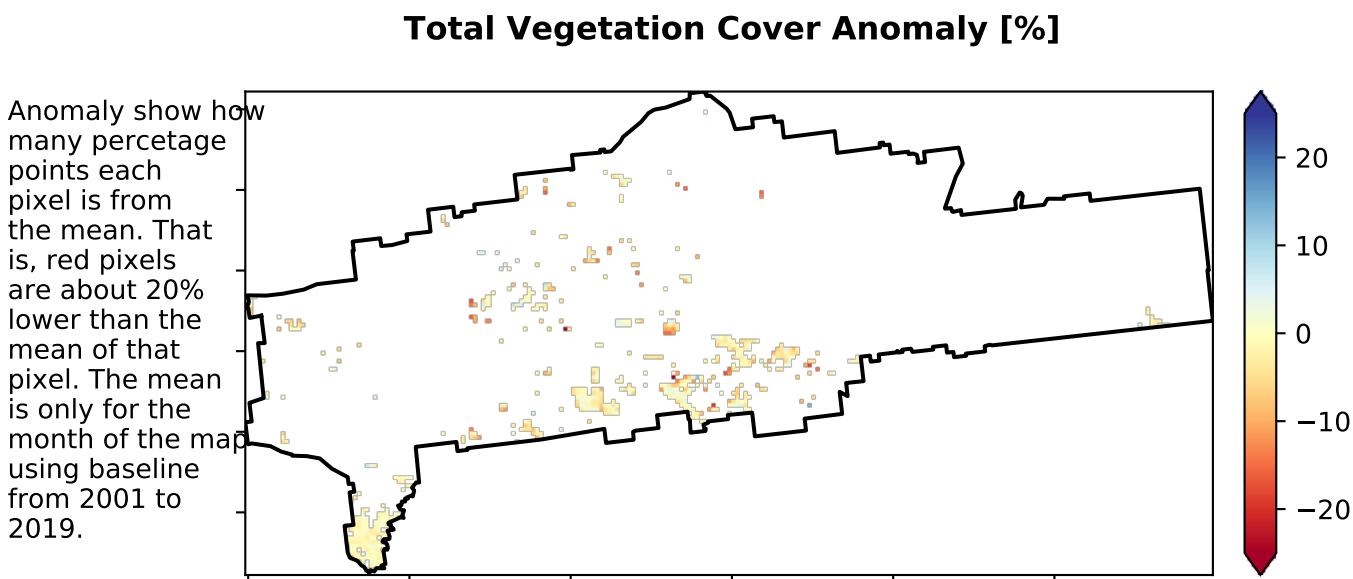 Total Vegetation Cover Anomaly [%]
Anomaly show how
many percetage
points each
pixel is from
the mean. That
is, red pixels
are about 20%
lower than the
mean of that
pixel. The mean
is only for the
month of the map
using baseline
from 2001 to
2019.
20
10
0
−10
−20